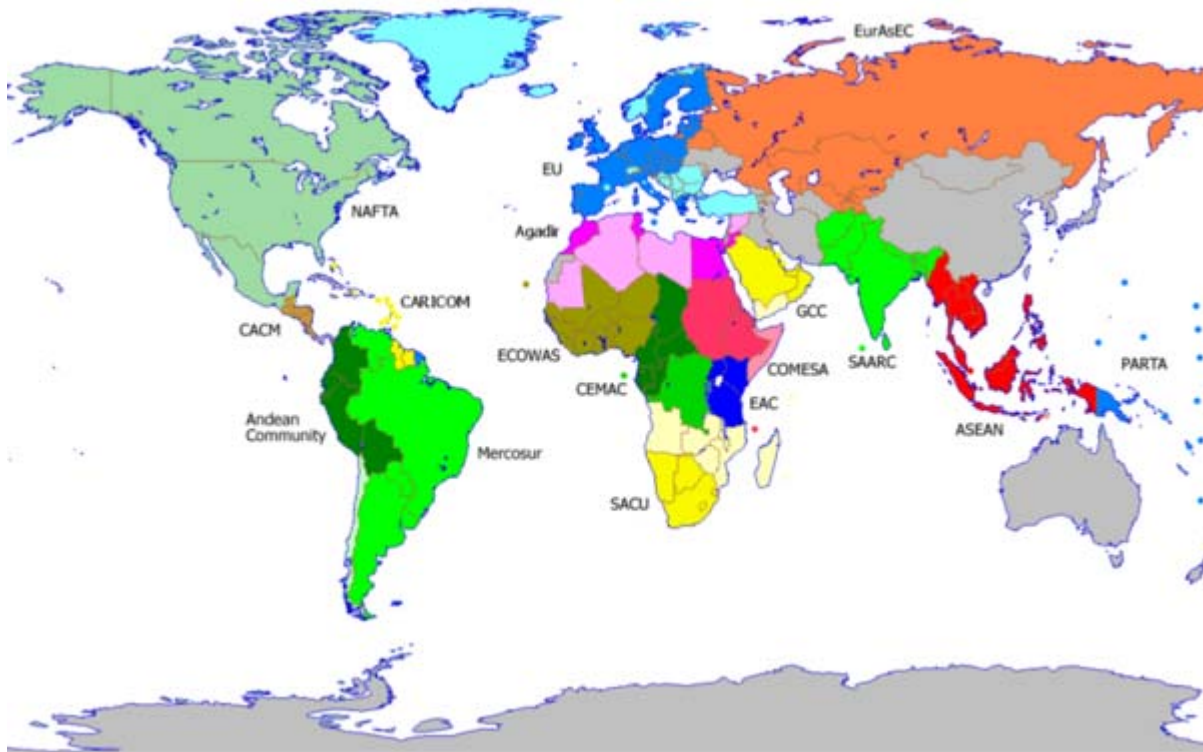 EurAsEC
EU
NAFTA
Agadir
CARICOM
GCC
CACM
ECOWAS
SAARC
COMESA
PARTA
CEMAC
EAC
Andean
Community
ASEAN
Mercosur
SACU